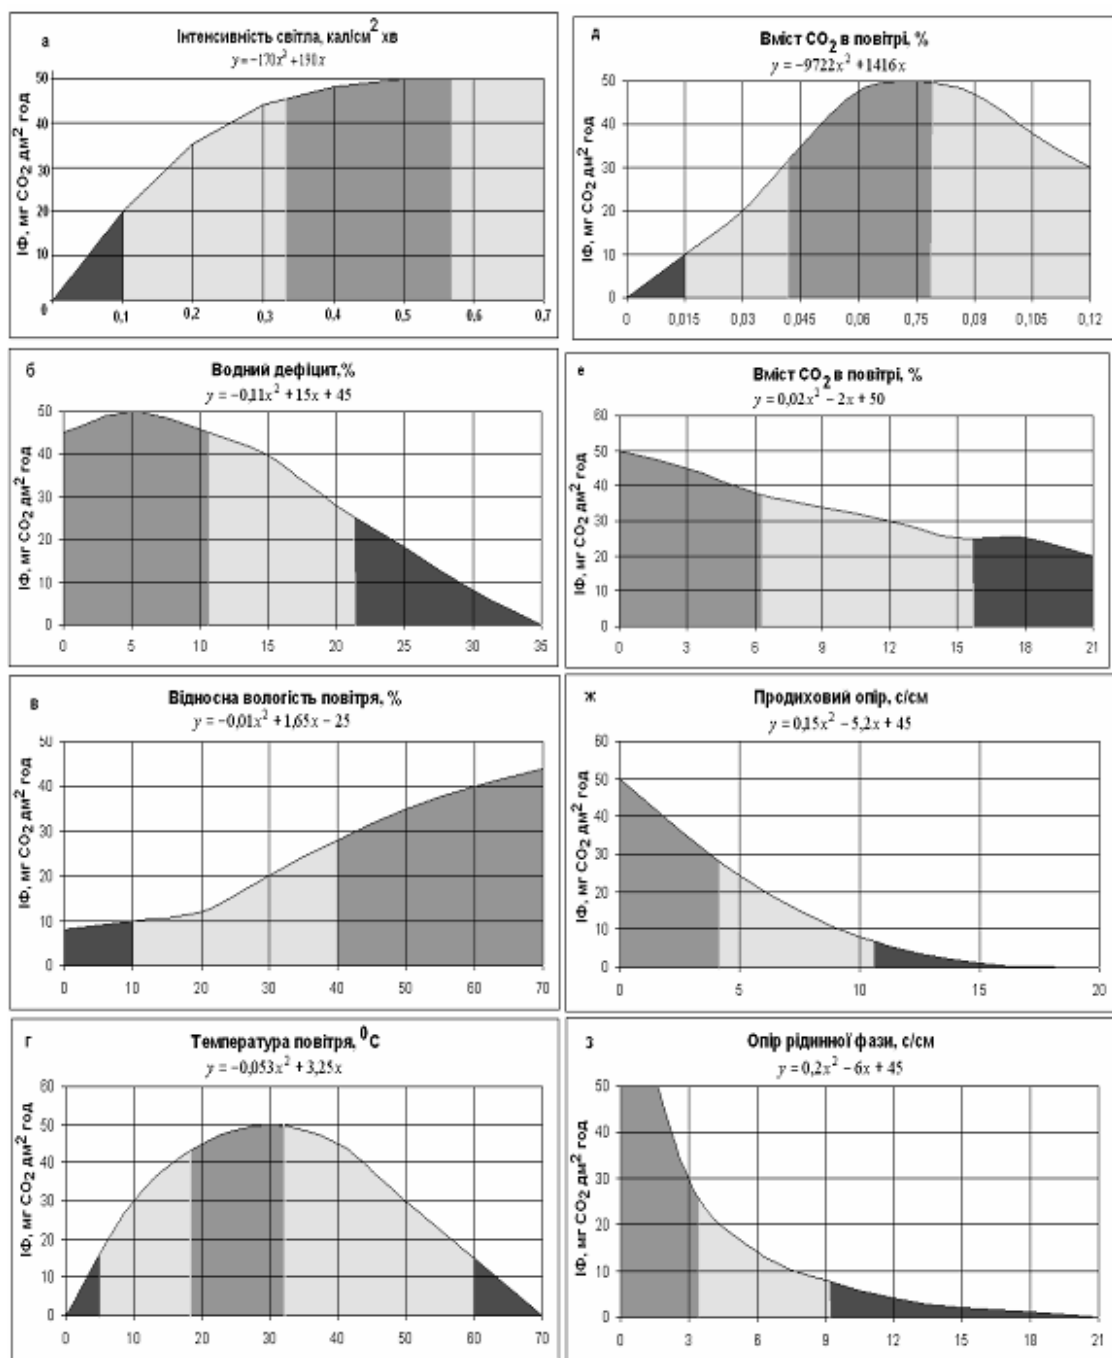 а
Інтенсивність світла, кал/см² хв
y = −170x² + 190x
ІФ, мг СО₂ дм² год
50
40
30
20
10
0
0,1 0,2 0,3 0,4 0,5 0,6 0,7
д
Вміст СО₂ в повітрі, %
y = −9722x² + 1416x
ІФ, мг СО₂ дм² год
50
40
30
20
10
0
0 0,015 0,03 0,045 0,06 0,75 0,09 0,105 0,12
б
Водний дефіцит,%
y = −0,11x² + 15x + 45
ІФ, мг СО₂ дм² год
50
40
30
20
10
0
0 5 10 15 20 25 30 35
е
Вміст СО₂ в повітрі, %
y = 0,02x² − 2x + 50
ІФ, мг СО₂ дм² год
60
50
40
30
20
10
0
0 3 6 9 12 15 18 21
в
Відносна вологість повітря, %
y = −0,01x² + 1,65x − 25
ІФ, мг СО₂ дм² год
50
40
30
20
10
0
0 10 20 30 40 50 60 70
ж
Продиховий опір, с/см
y = 0,15x² − 5,2x + 45
ІФ, мг СО₂ дм² год
60
50
40
30
20
10
0
0 5 10 15 20
г
Температура повітря, ⁰С
y = −0,053x² + 3,25x
ІФ, мг СО₂ дм² год
60
50
40
30
20
10
0
0 10 20 30 40 50 60 70
з
Опір рідинної фази, с/см
y = 0,2x² − 6x + 45
ІФ, мг СО₂ дм² год
50
40
30
20
10
0
0 3 6 9 12 15 18 21